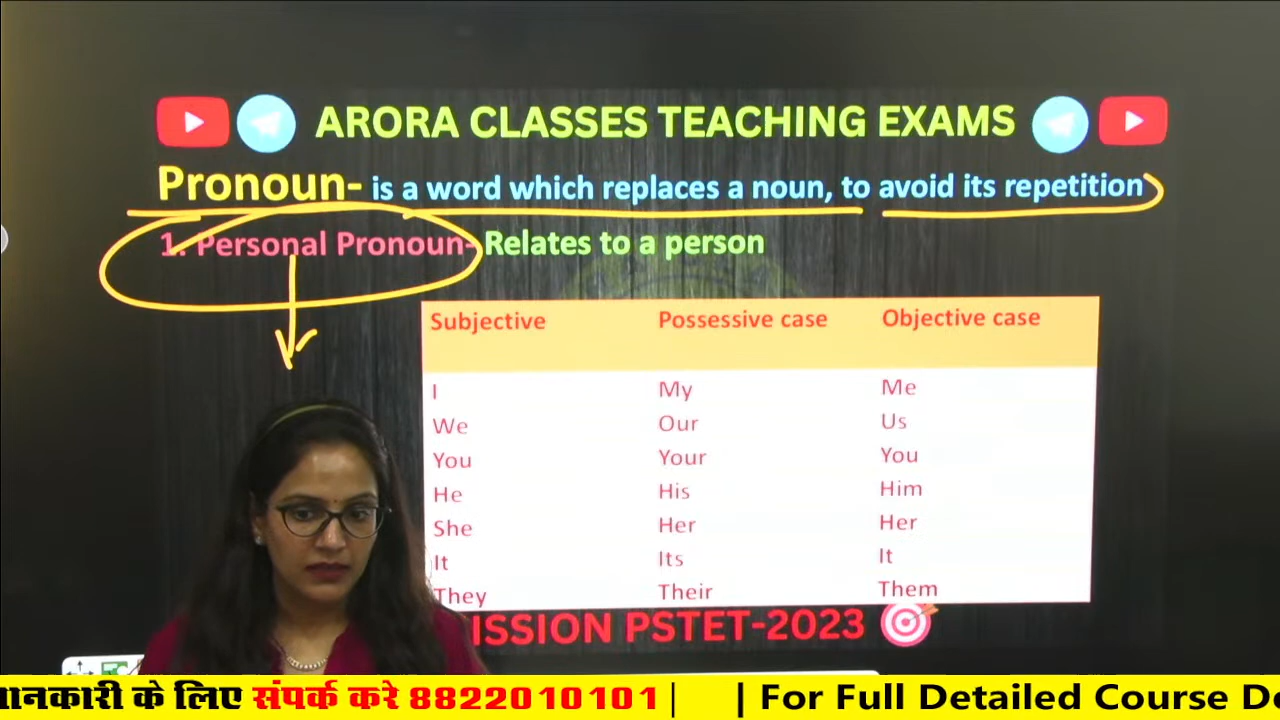 ARORA CLASSES TEACHING EXAMS
Pronoun- is a word which replaces a noun, to avoid its repetition
1. Personal Pronoun- Relates to a person
Subjective Possessive case Objective case
I My Me
We Our Us
You Your You
He His Him
She Her Her
It Its It
They Their Them
ISSION PSTET-2023
ानकारी के लिए संपर्क करे 8822010101 | | For Full Detailed Course De